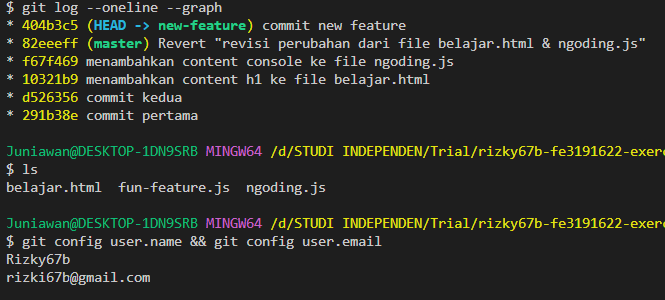 $ git log --oneline --graph
* 404b3c5 (HEAD -> new-feature) commit new feature
* 82eeeff (master) Revert "revisi perubahan dari file belajar.html & ngoding.js"
* f67f469 menambahkan content console ke file ngoding.js
* 10321b9 menambahkan content h1 ke file belajar.html
* d526356 commit kedua
* 291b38e commit pertama
Juniawan@DESKTOP-1DN9SRB MINGW64 /d/STUDI INDEPENDEN/Trial/rizky67b-fe3191622-exer
$ ls
belajar.html  fun-feature.js  ngoding.js
Juniawan@DESKTOP-1DN9SRB MINGW64 /d/STUDI INDEPENDEN/Trial/rizky67b-fe3191622-exer
$ git config user.name && git config user.email
Rizky67b
rizki67b@gmail.com